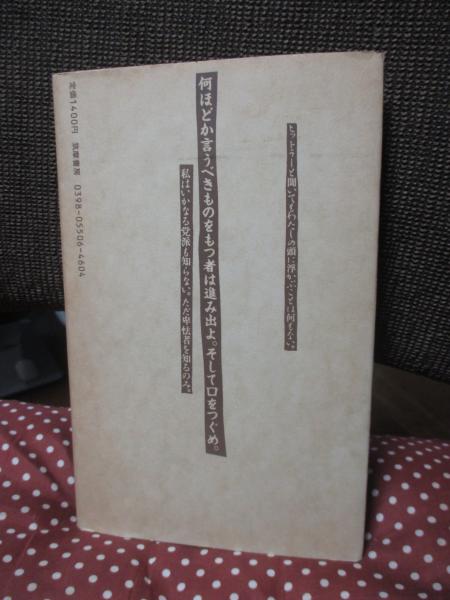 ヒットラーと聞いてもわたしの頭に浮かぶことは何もない。
何ほどか言うべきものをもつ者は進み出よ。そして口をつぐめ。
私はいかなる党派も知らない。ただ卑怯者を知るのみ。
定価1400円 筑摩書房 0398-05506-4604